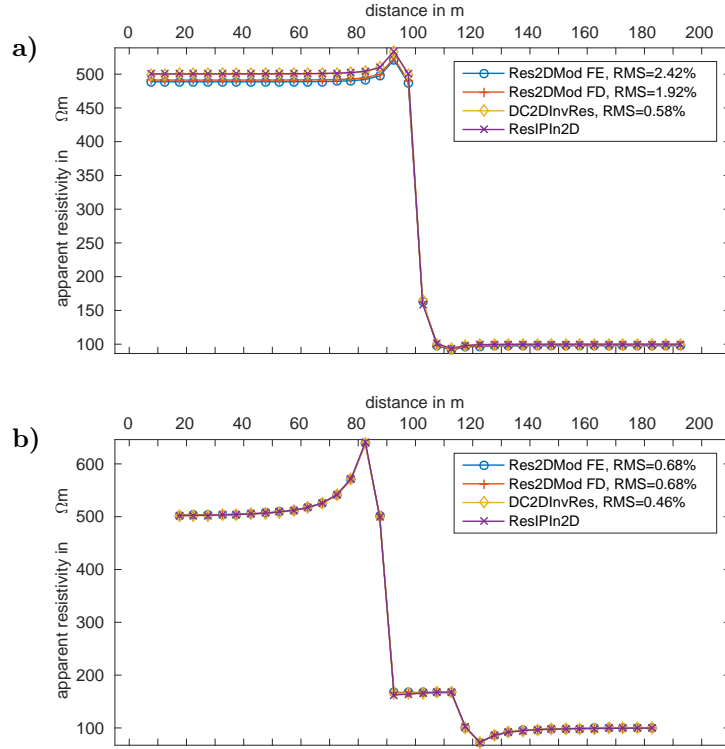 distance in m
a)
0 20 40 60 80 100 120 140 160 180 200
500
450
400
350
300
250
200
150
100
apparent resistivity in Ωm
Res2DMod FE, RMS=2.42%
Res2DMod FD, RMS=1.92%
DC2DInvRes, RMS=0.58%
ResIPIn2D
distance in m
b)
0 20 40 60 80 100 120 140 160 180 200
600
500
400
300
200
100
apparent resistivity in Ωm
Res2DMod FE, RMS=0.68%
Res2DMod FD, RMS=0.68%
DC2DInvRes, RMS=0.46%
ResIPIn2D